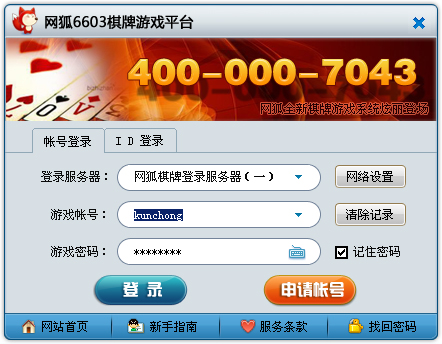 网狐6603棋牌游戏平台
400-000-7043
网狐全新棋牌游戏系统炫丽登场
帐号登录 ID 登录
登录服务器： 网狐棋牌登录服务器(一) 网络设置
游戏帐号： kunchong 清除记录
游戏密码： ******** 记住密码
登录 申请帐号
网站首页 新手指南 服务条款 找回密码